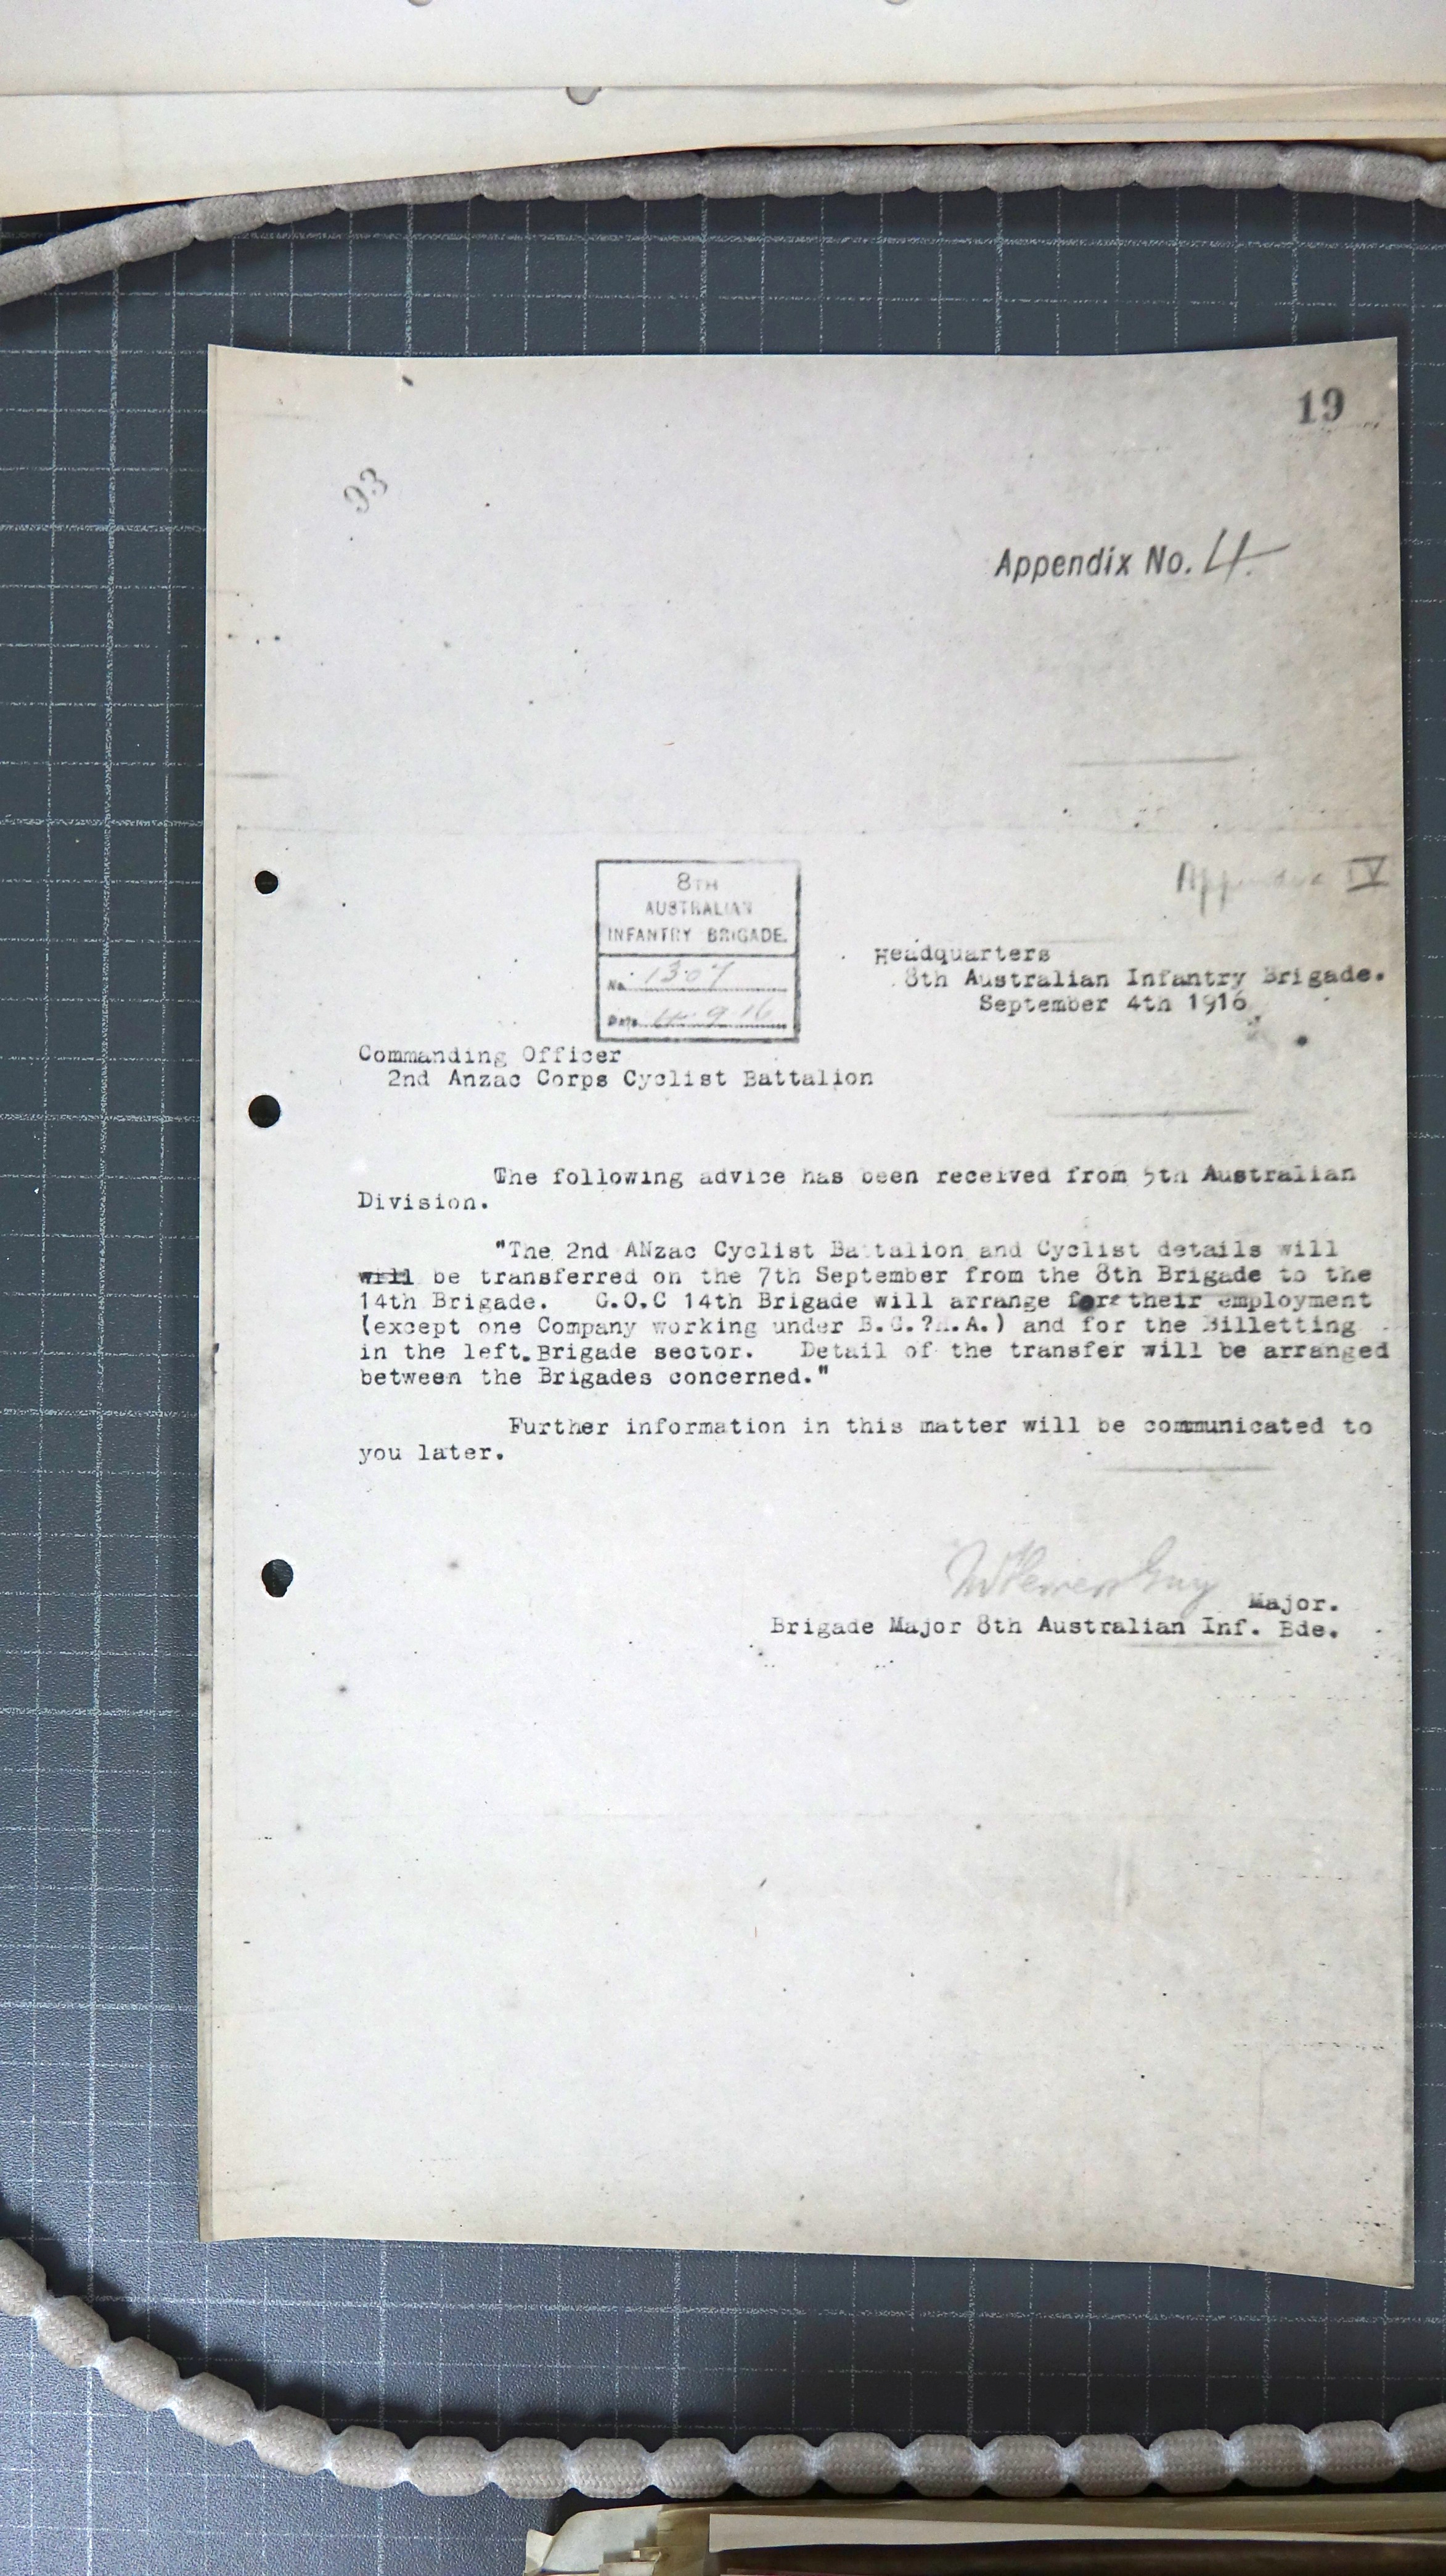 19
93
Appendix No. 4.
Appendix IV
8TH
AUSTRALIAN
INFANTRY BRIGADE.
No. 1307
Date 4 9 16
Headquarters
8th Australian Infantry Brigade.
September 4th 1916
Commanding Officer
2nd Anzac Corps Cyclist Battalion
The following advice has been received from 5th Australian
Division.
"The 2nd ANzac Cyclist Battalion and Cyclist details will
will be transferred on the 7th September from the 8th Brigade to the
14th Brigade. G.O.C 14th Brigade will arrange for their employment
(except one Company working under B.G.?.A.A.) and for the Billetting
in the left.Brigade sector. Detail of the transfer will be arranged
between the Brigades concerned."
Further information in this matter will be communicated to
you later.
Major.
Brigade Major 8th Australian Inf. Bde.